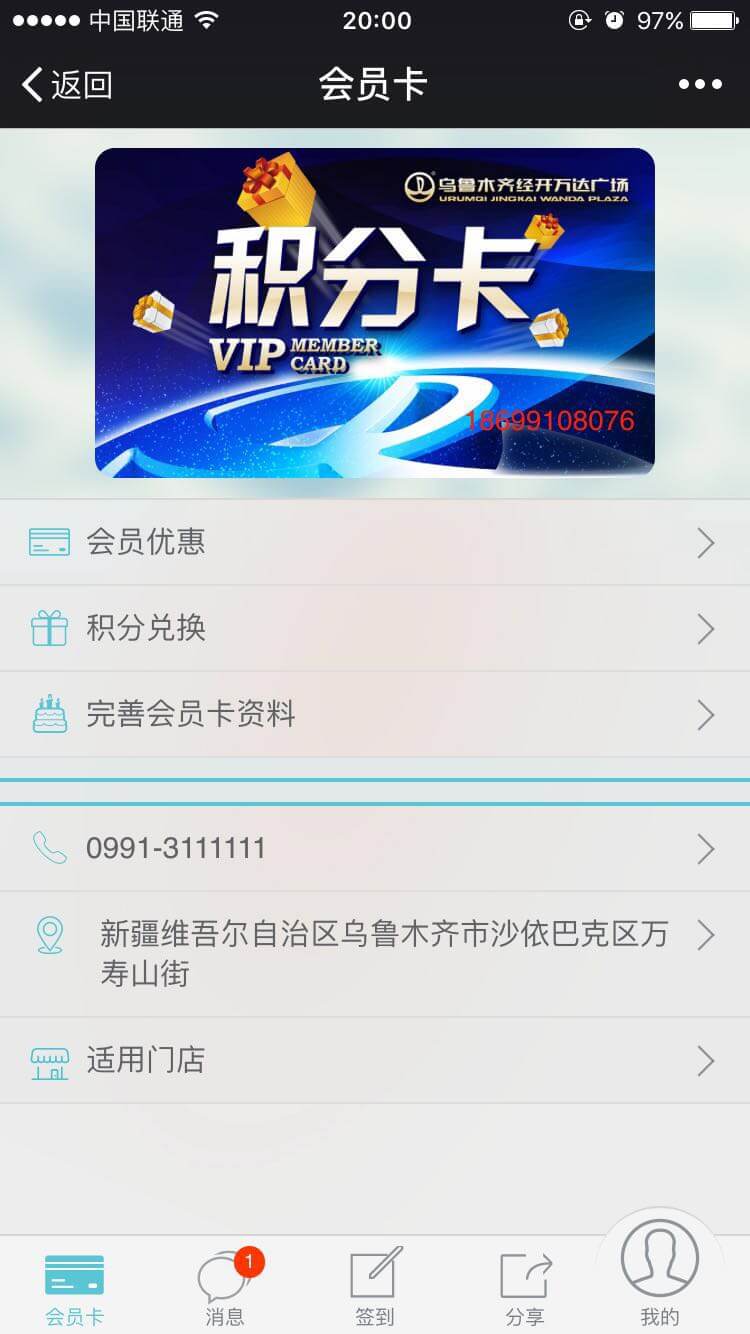 中国联通
20:00
97%
返回
会员卡
乌鲁木齐经开万达广场
URUMQI JINGKAI WANDA PLAZA
积分卡
VIP MEMBER CARD
18699108076
会员优惠
积分兑换
完善会员卡资料
0991-3111111
新疆维吾尔自治区乌鲁木齐市沙依巴克区万
寿山街
适用门店
1
会员卡
消息
签到
分享
我的